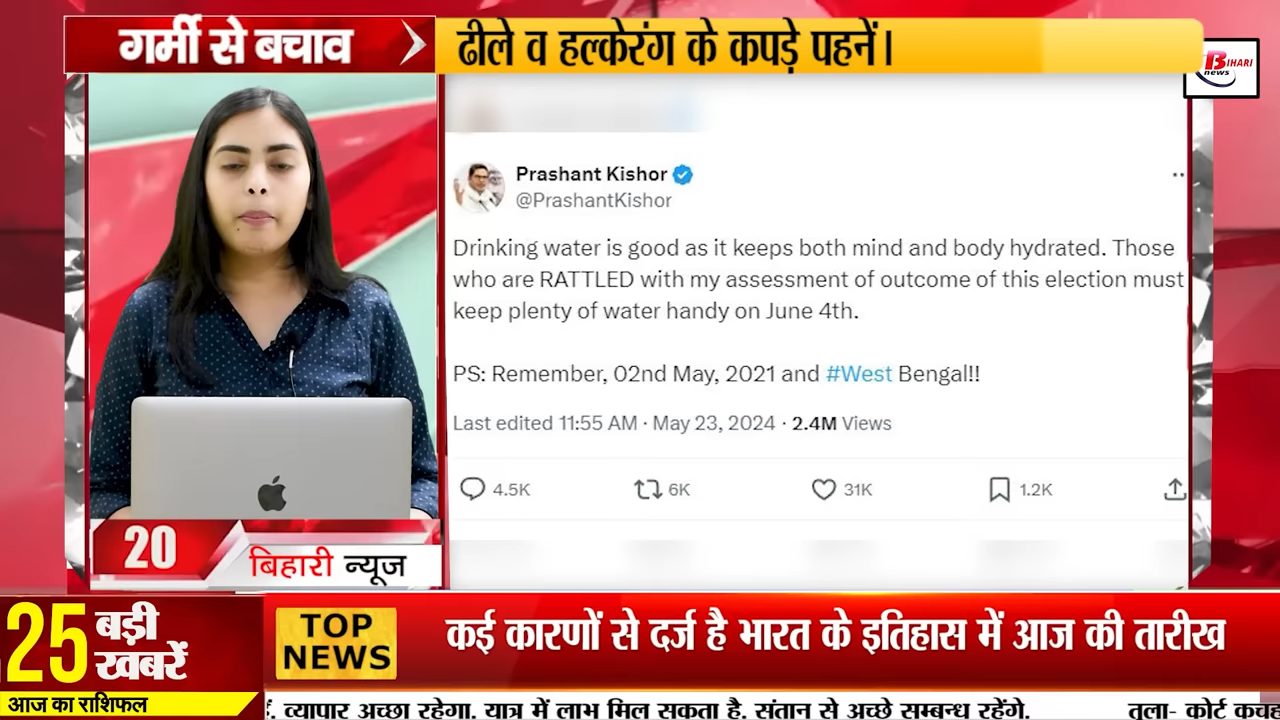 गर्मी से बचाव
ढीले व हल्केरंग के कपड़े पहनें।
BIHARI
news
Prashant Kishor
@PrashantKishor
Drinking water is good as it keeps both mind and body hydrated. Those
who are RATTLED with my assessment of outcome of this election must
keep plenty of water handy on June 4th.
PS: Remember, 02nd May, 2021 and #West Bengal!!
Last edited 11:55 AM · May 23, 2024 · 2.4M Views
4.5K 6K 31K 1.2K
20
बिहारी न्यूज
25 बड़ी
खबरें
TOP
NEWS
कई कारणों से दर्ज है भारत के इतिहास में आज की तारीख
आज का राशिफल
व्यापार अच्छा रहेगा. यात्र में लाभ मिल सकता है. संतान से अच्छे सम्बन्ध रहेंगे. तुला- कोर्ट